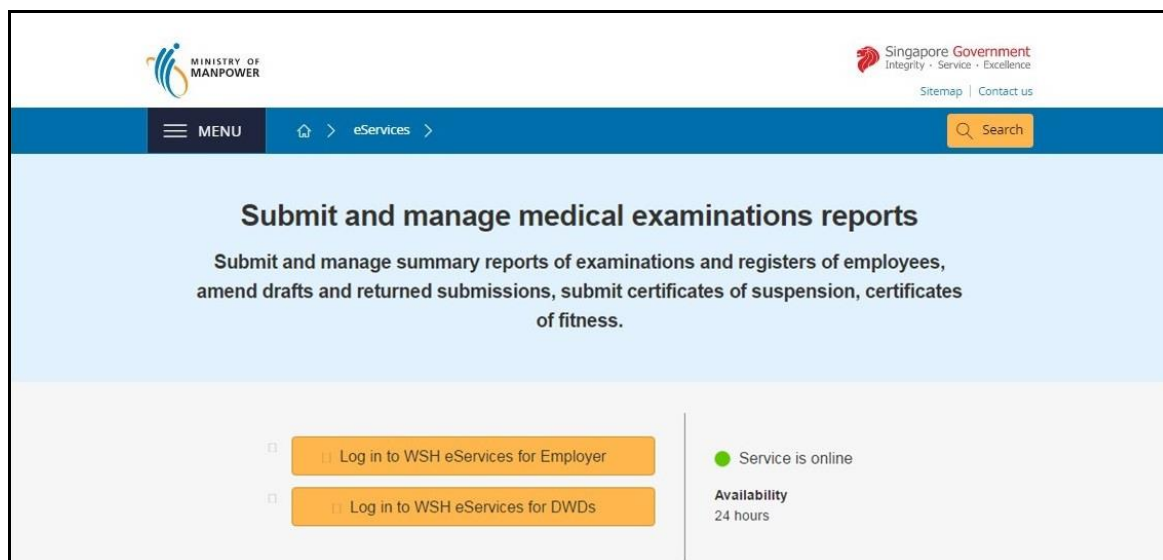 MINISTRY OF
MANPOWER
Singapore Government
Integrity · Service · Excellence
Sitemap | Contact us
MENU
eServices
Search
Submit and manage medical examinations reports
Submit and manage summary reports of examinations and registers of employees,
amend drafts and returned submissions, submit certificates of suspension, certificates
of fitness.
Log in to WSH eServices for Employer
Service is online
Log in to WSH eServices for DWDs
Availability
24 hours